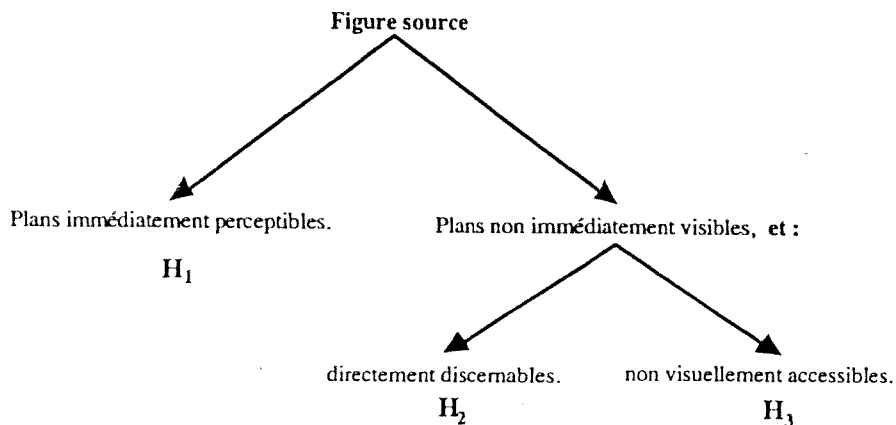 Figure source
Plans immédiatement perceptibles.
H1
Plans non immédiatement visibles, et :
directement discernables.
H2
non visuellement accessibles.
H3